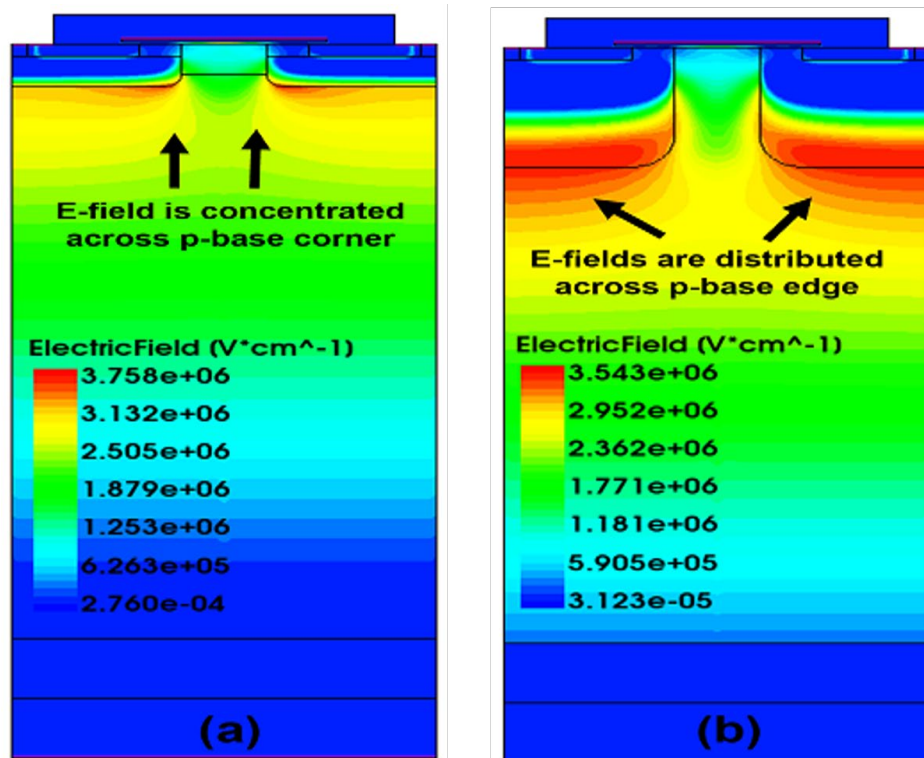 E-field is concentrated
across p-base corner
ElectricField (V*cm^-1)
3.758e+06
3.132e+06
2.505e+06
1.879e+06
1.253e+06
6.263e+05
2.760e-04
(a)
E-fields are distributed
across p-base edge
ElectricField (V*cm^-1)
3.543e+06
2.952e+06
2.362e+06
1.771e+06
1.181e+06
5.905e+05
3.123e-05
(b)